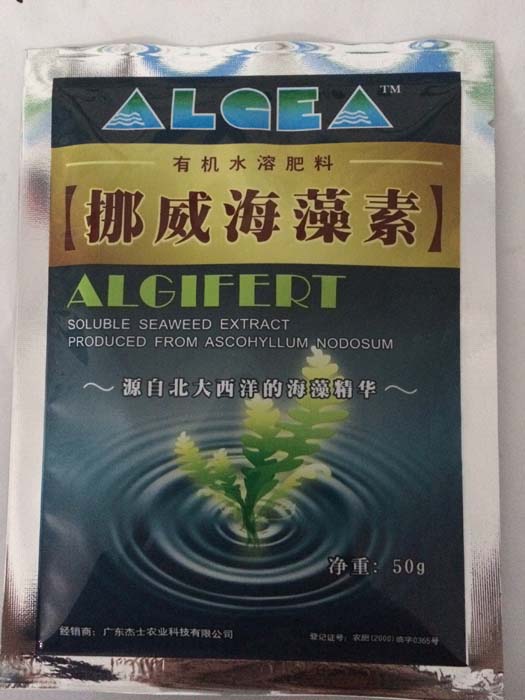 ALGEA™
有机水溶肥料
【挪威海藻素】
ALGIFERT
SOLUBLE SEAWEED EXTRACT
PRODUCED FROM ASCOHYLLUM NODOSUM
～源自北大西洋的海藻精华～
净重：50g
经销商：广东杰士农业科技有限公司
登记证号：农肥(2000)临字0365号